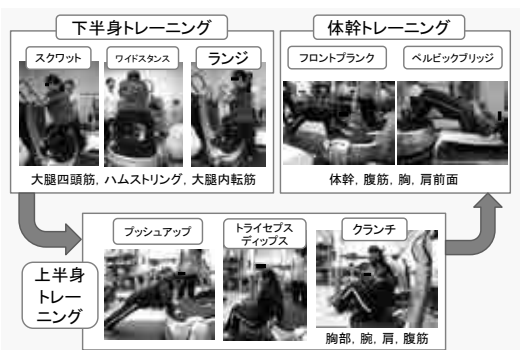 下半身トレーニング
スクワット
ワイドスタンス
ランジ
大腿四頭筋, ハムストリング, 大腿内転筋
体幹トレーニング
フロントプランク
ペルビックブリッジ
体幹, 腹筋, 胸, 肩前面
上半身
トレー
ニング
プッシュアップ
トライセプス
ディップス
クランチ
胸部, 腕, 肩, 腹筋